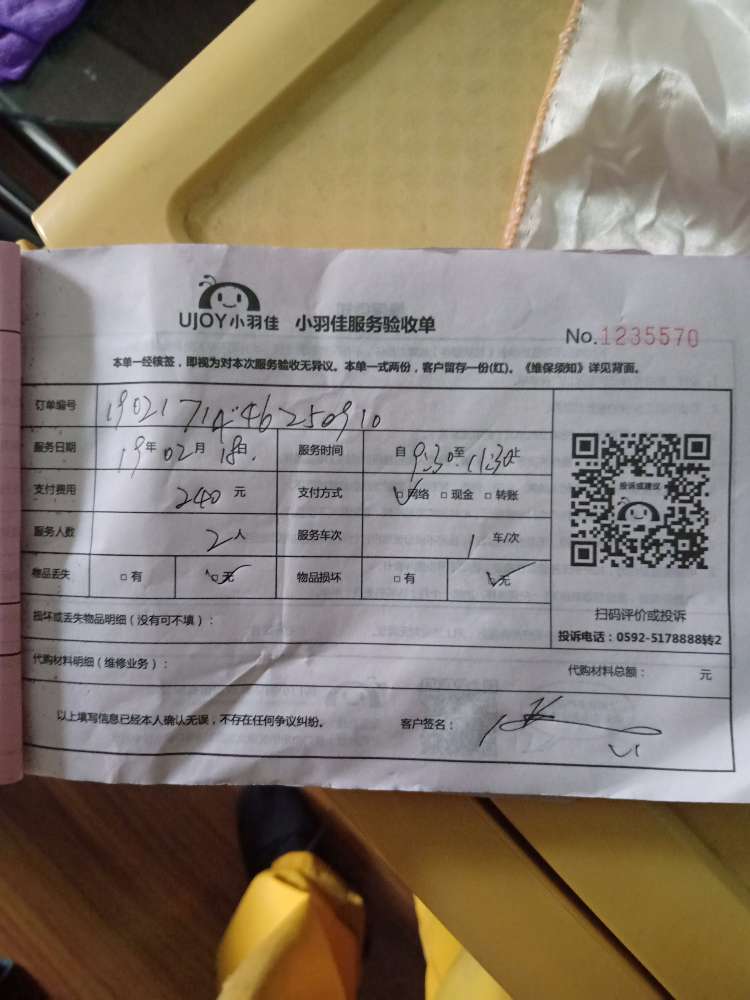 UJOY小羽佳 小羽佳服务验收单
No.1235570
本单一经核签，即视为对本次服务验收无异议。本单一式两份，客户留存一份(红)。《维保须知》详见背面。
订单编号 19021714:46250910
服务日期 19年02月18日 服务时间 自9:30至11:30止
支付费用 240元 支付方式 □网络 □现金 □转账
投诉或建议
服务人数 2人 服务车次 1车/次
物品丢失 □有 □无 物品损坏 □有 □无
扫码评价或投诉
损坏或丢失物品明细（没有可不填）：
投诉电话：0592-5178888转2
代购材料明细（维修业务）： 代购材料总额： 元
以上填写信息已经本人确认无误，不存在任何争议纠纷。 客户签名：